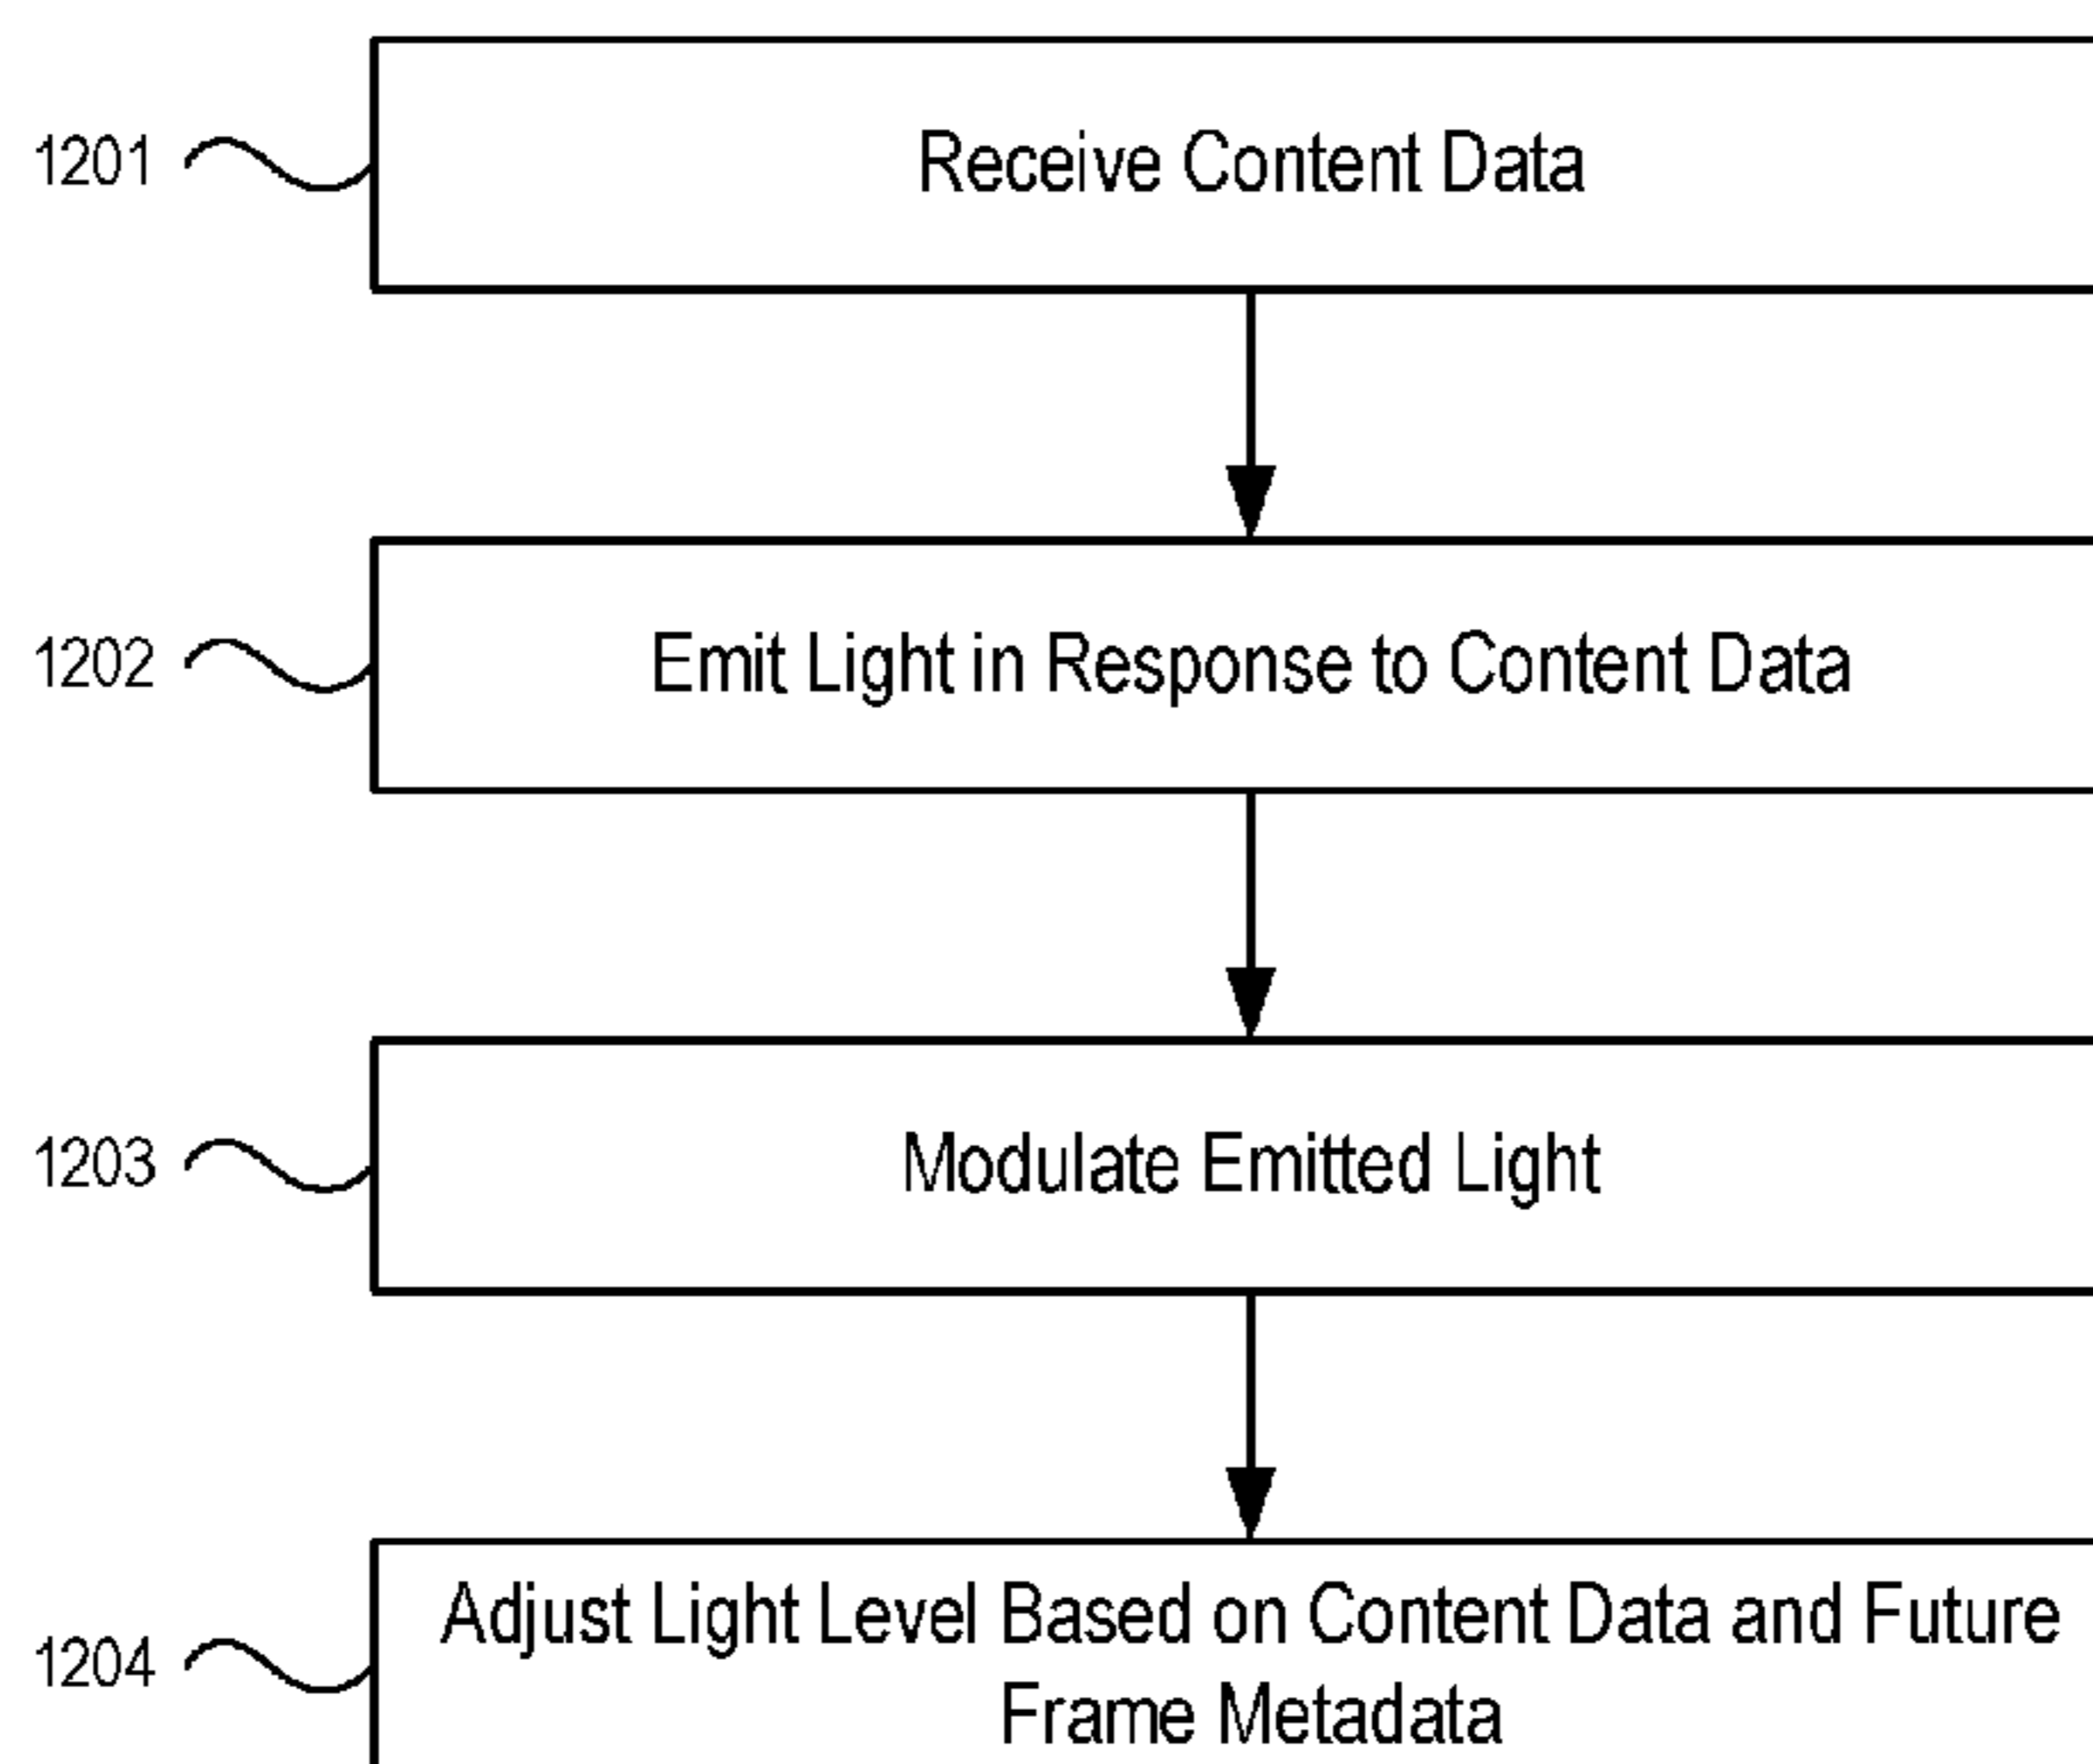 1201
Receive Content Data
1202
Emit Light in Response to Content Data
1203
Modulate Emitted Light
1204
Adjust Light Level Based on Content Data and Future
Frame Metadata